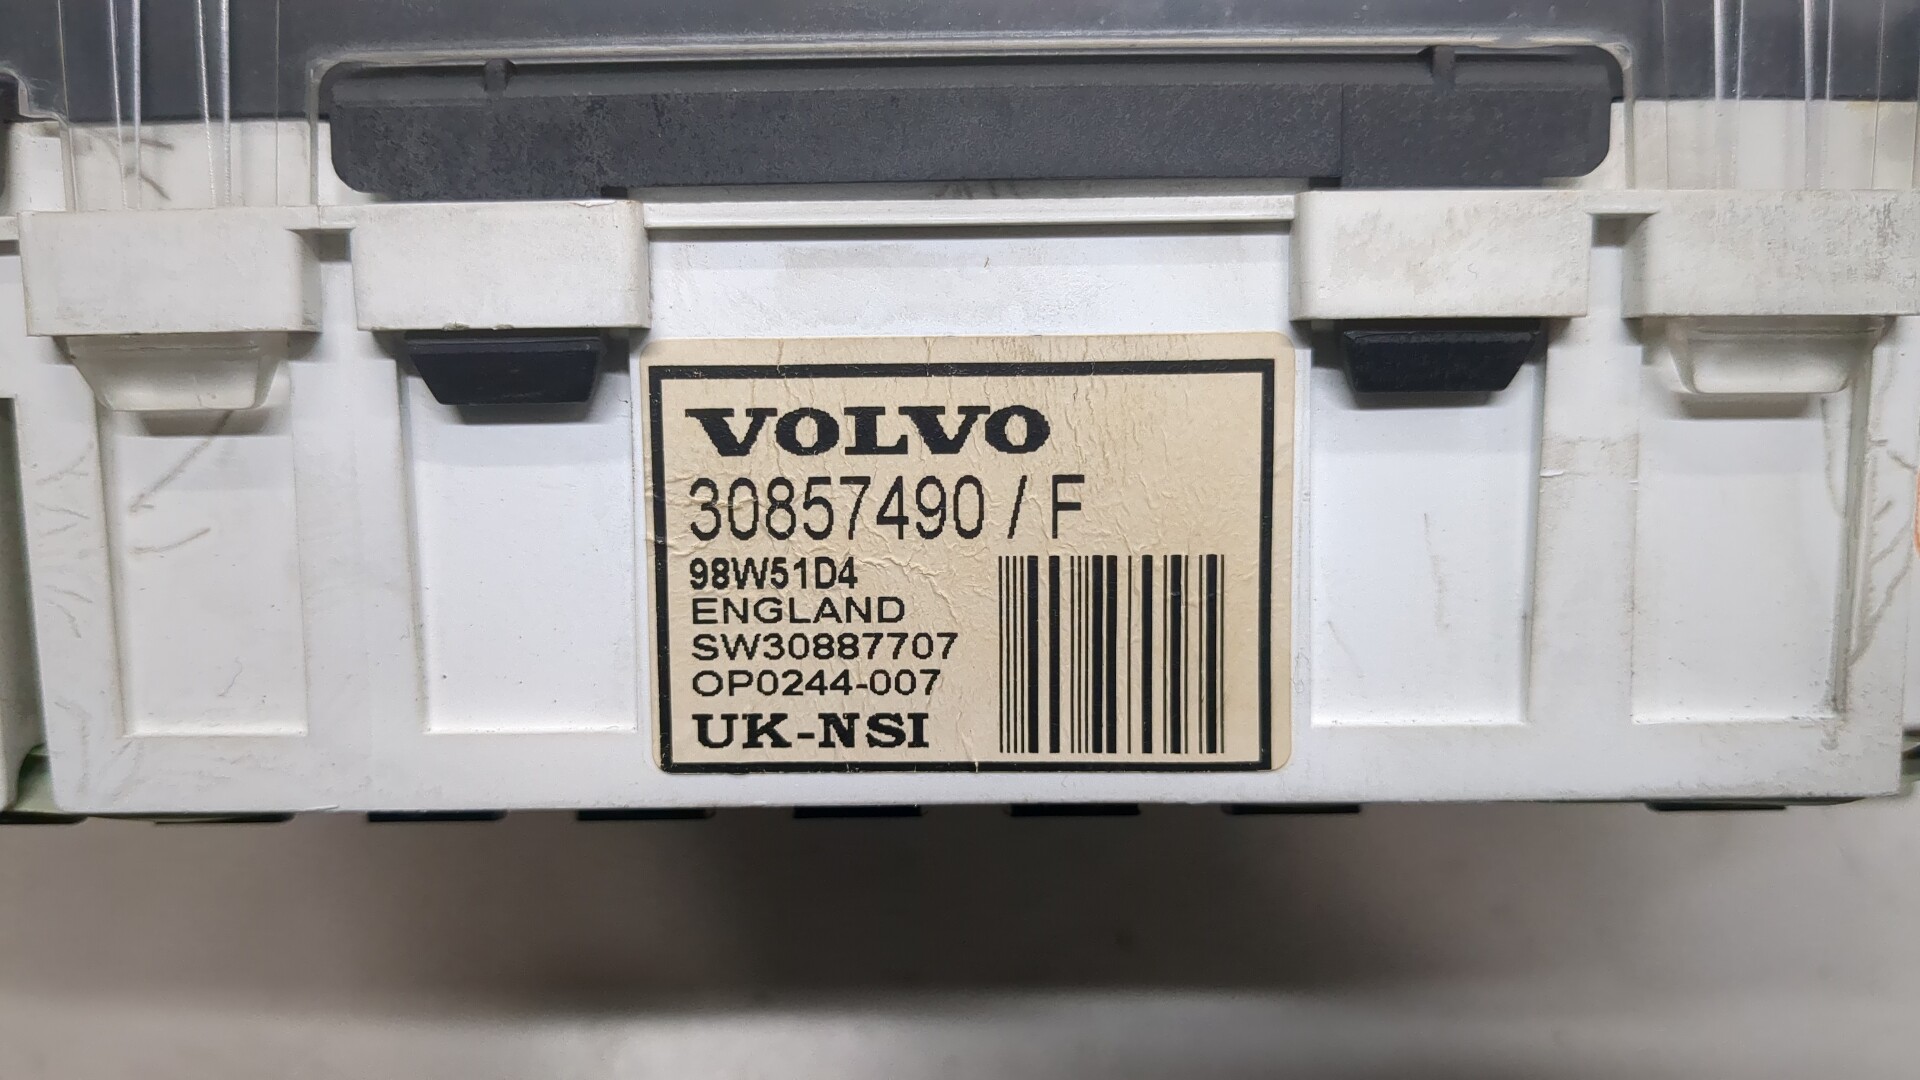 VOLVO
30857490 / F
98W51D4
ENGLAND
SW30887707
OP0244-007
UK-NSI